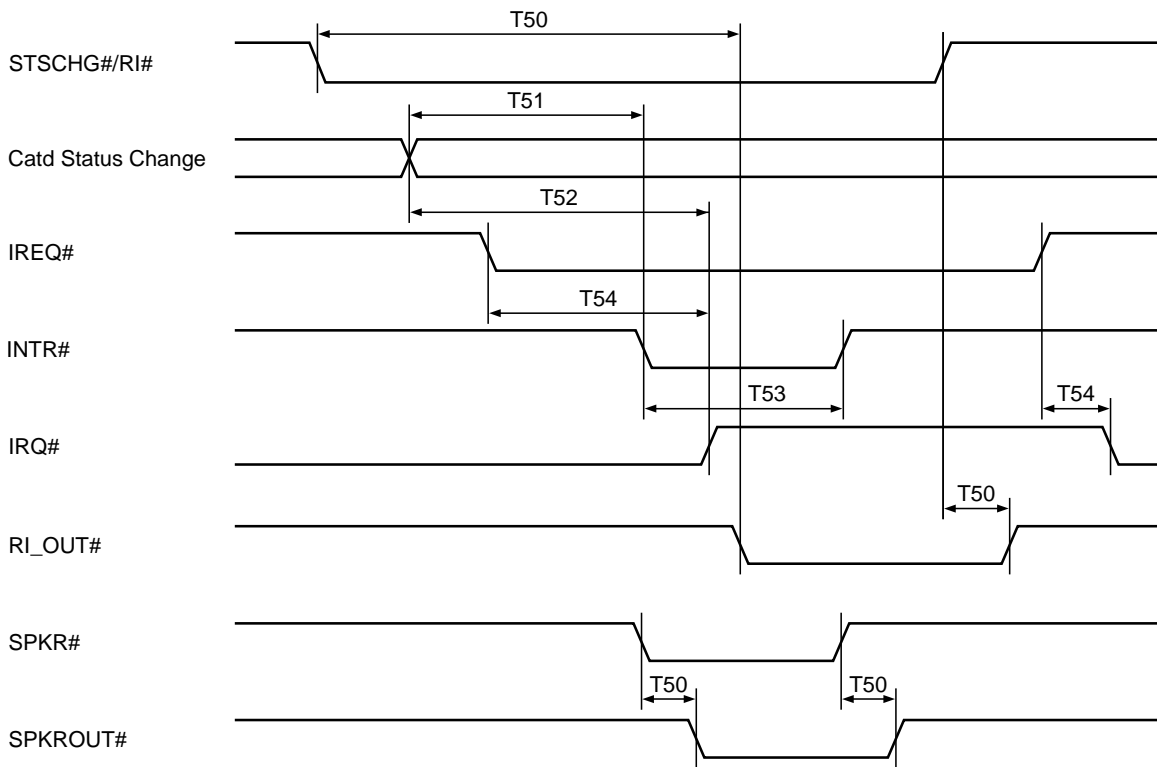 T50
STSCHG#/RI#
T51
Catd Status Change
T52
IREQ#
T54
INTR#
T53
T54
IRQ#
T50
RI_OUT#
SPKR#
T50
T50
SPKROUT#